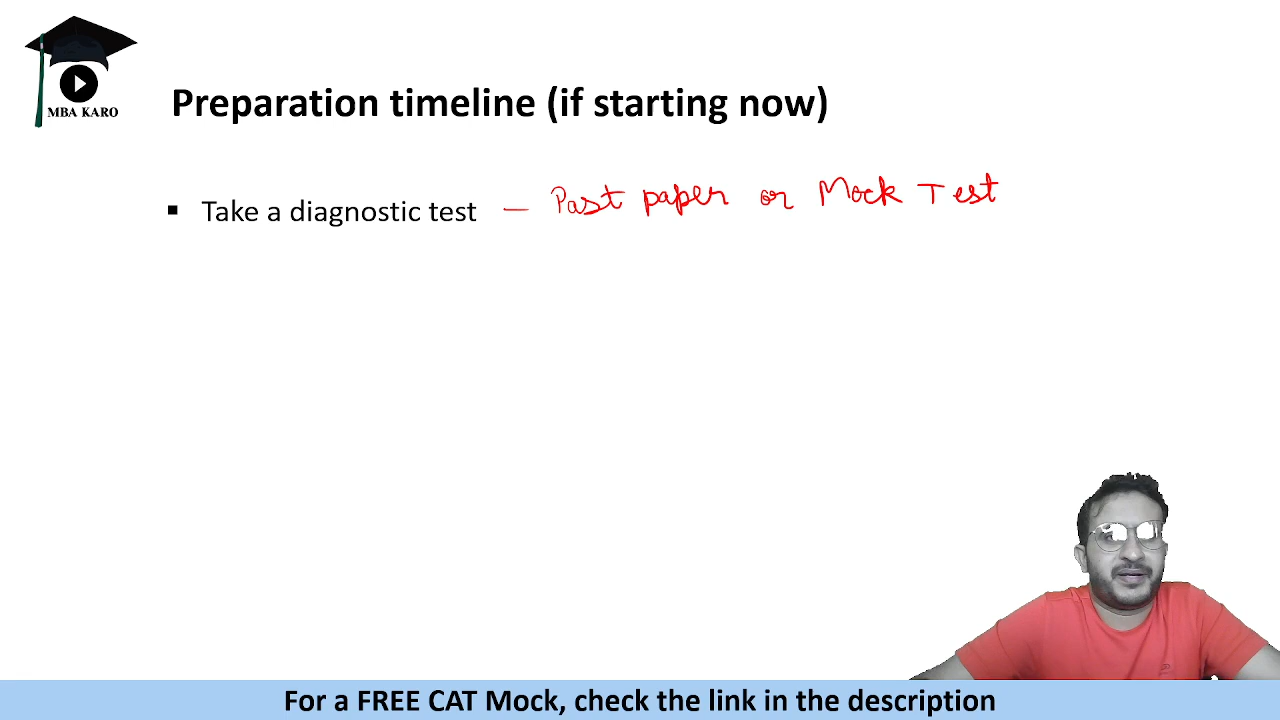 MBA KARO
Preparation timeline (if starting now)
▪ Take a diagnostic test — Past paper or Mock Test
For a FREE CAT Mock, check the link in the description